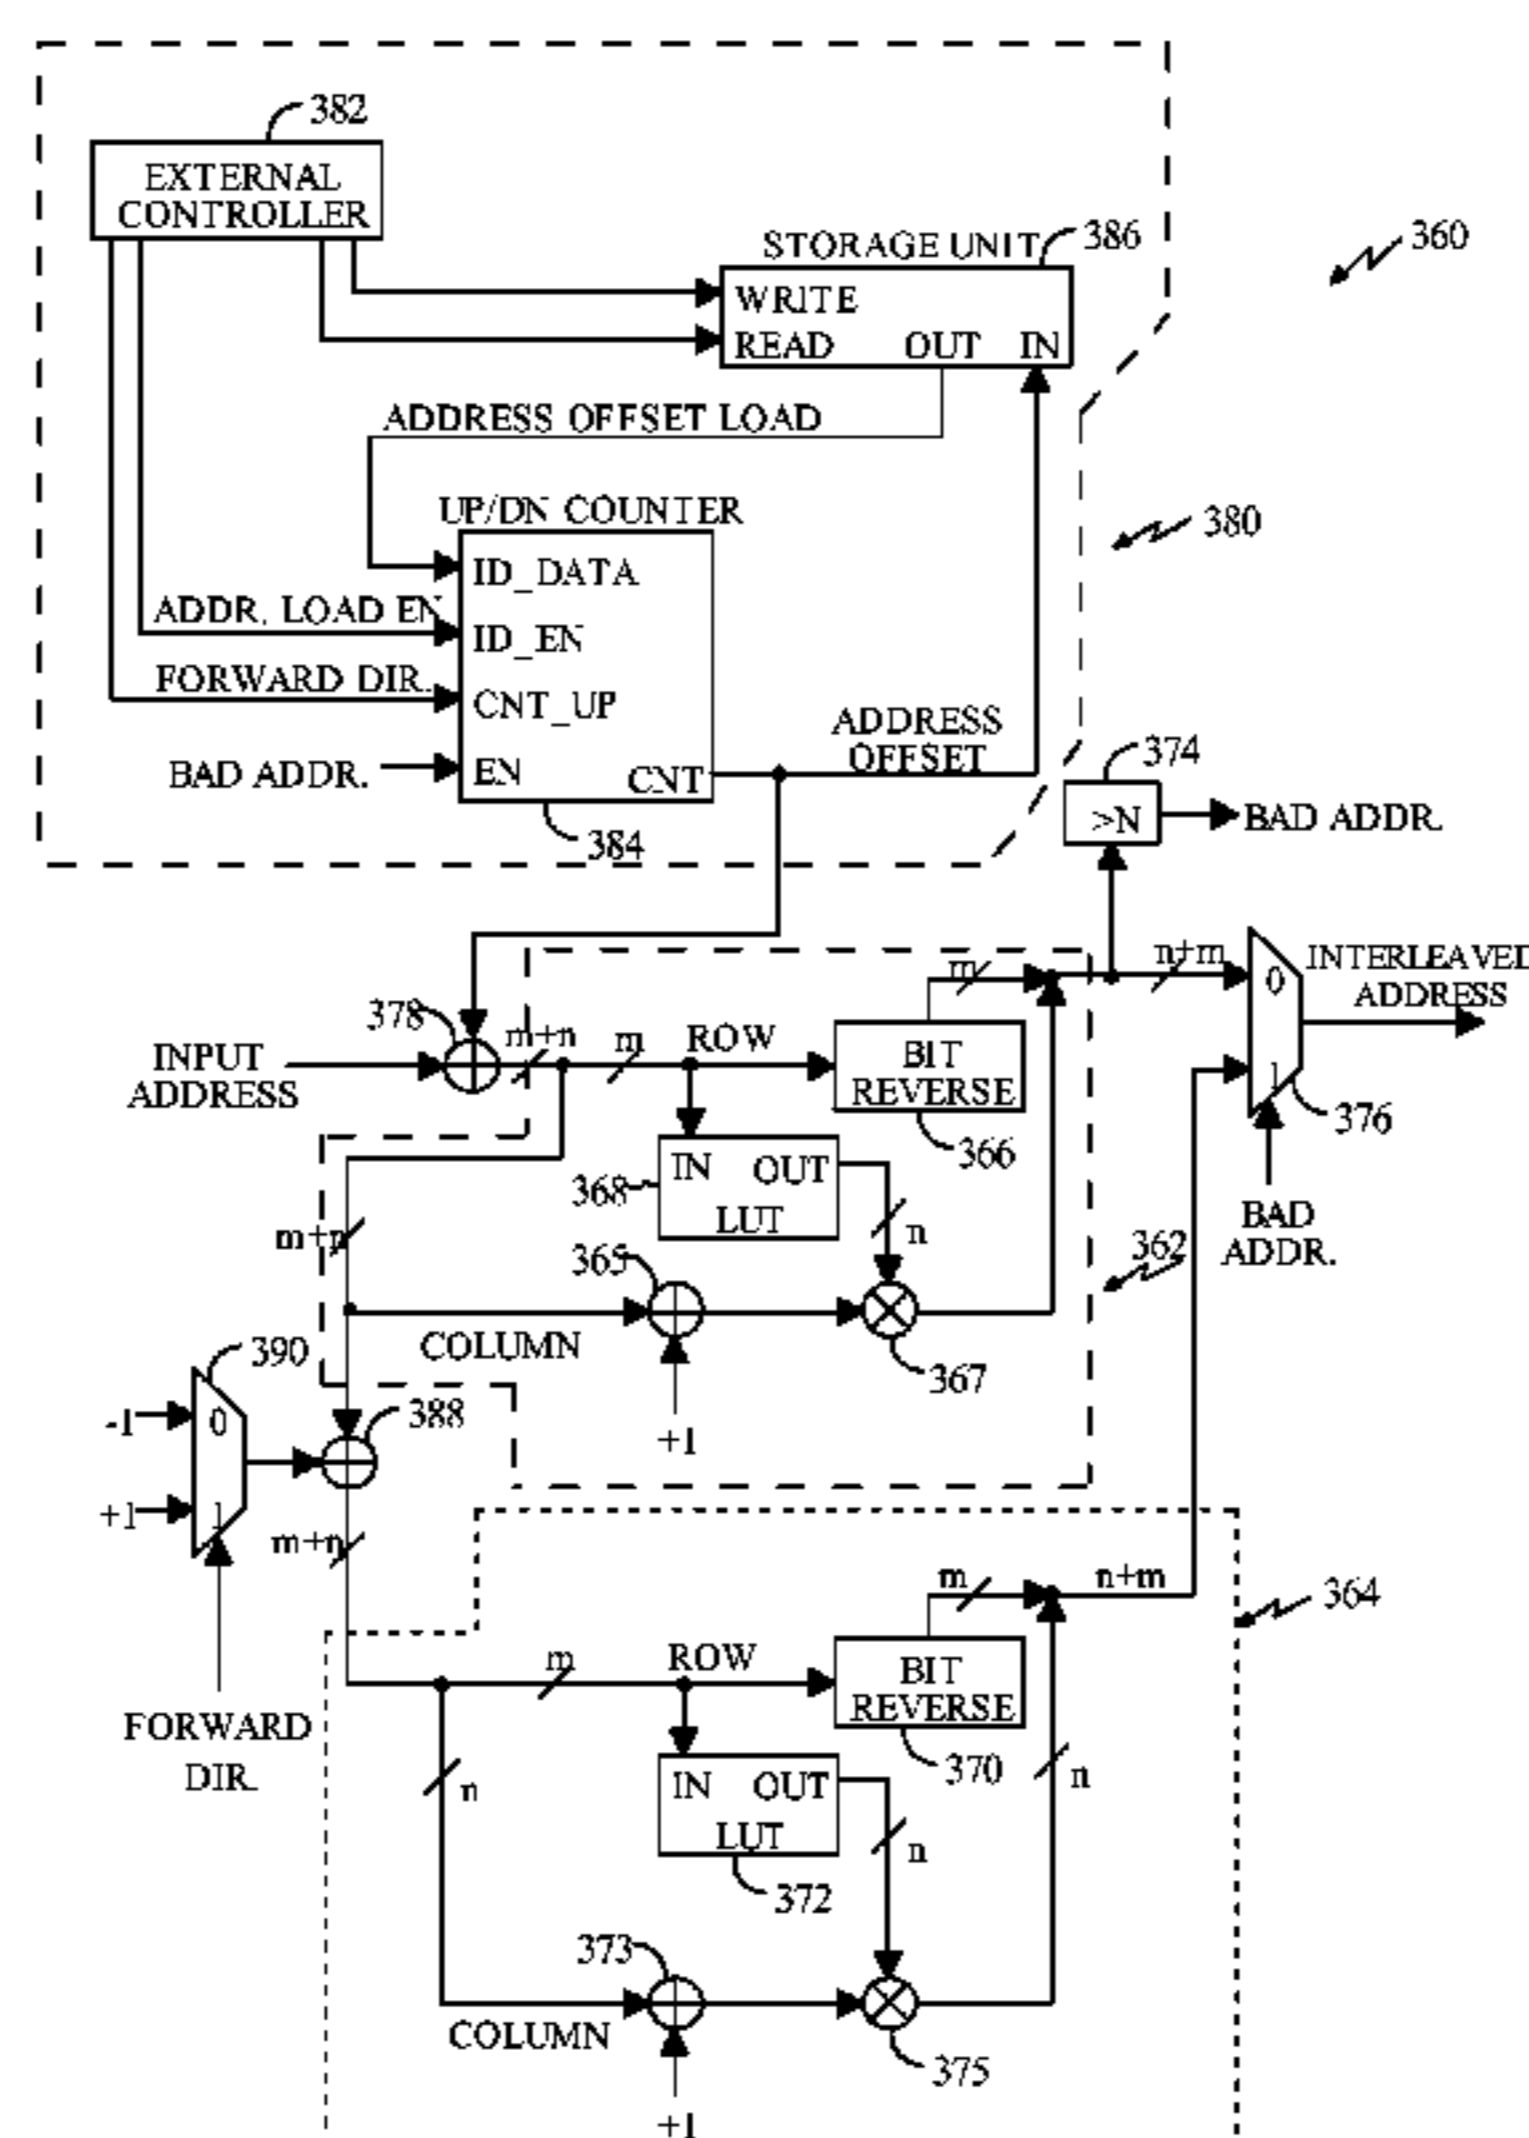 382
EXTERNAL
CONTROLLER
STORAGE UNIT
386
360
WRITE
READ OUT IN
ADDRESS OFFSET LOAD
UP/DN COUNTER
380
ID_DATA
ADDR. LOAD EN
ID_EN
FORWARD DIR.
CNT_UP
ADDRESS
OFFSET
374
BAD ADDR.
EN
CNT
>N
BAD ADDR.
384
n+m
INTERLEAVED
ADDRESS
m
0
378
m+n
m
ROW
INPUT
ADDRESS
BIT
REVERSE
1
376
366
368
IN OUT
LUT
n
BAD
ADDR.
m+n
365
362
COLUMN
367
390
-1
0
388
+1
+1
1
m+n
m
n+m
364
m
ROW
BIT
REVERSE
FORWARD
DIR.
370
n
IN OUT
LUT
n
n
372
373
COLUMN
375
+1